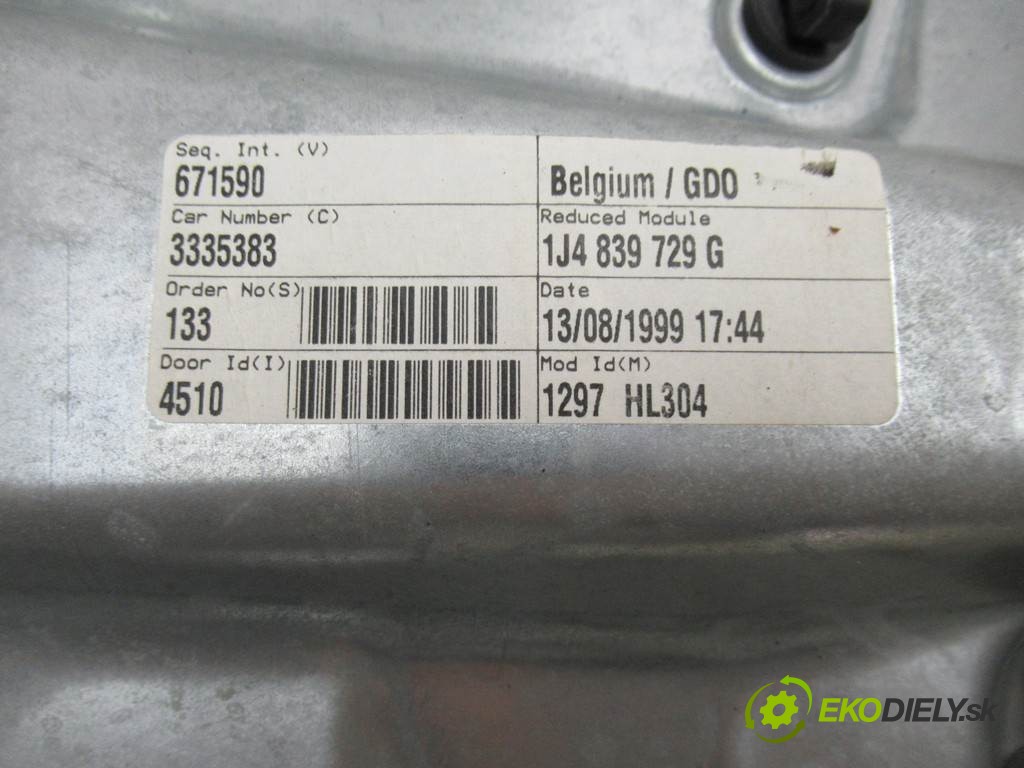 Seq. Int. (V)
671590
Belgium / GDO
Car Number (C)
3335383
Reduced Module
1J4 839 729 G
Order No(S)
133
Date
13/08/1999 17:44
Door Id(I)
4510
Mod Id(M)
1297 HL304
EKODIELY.sk